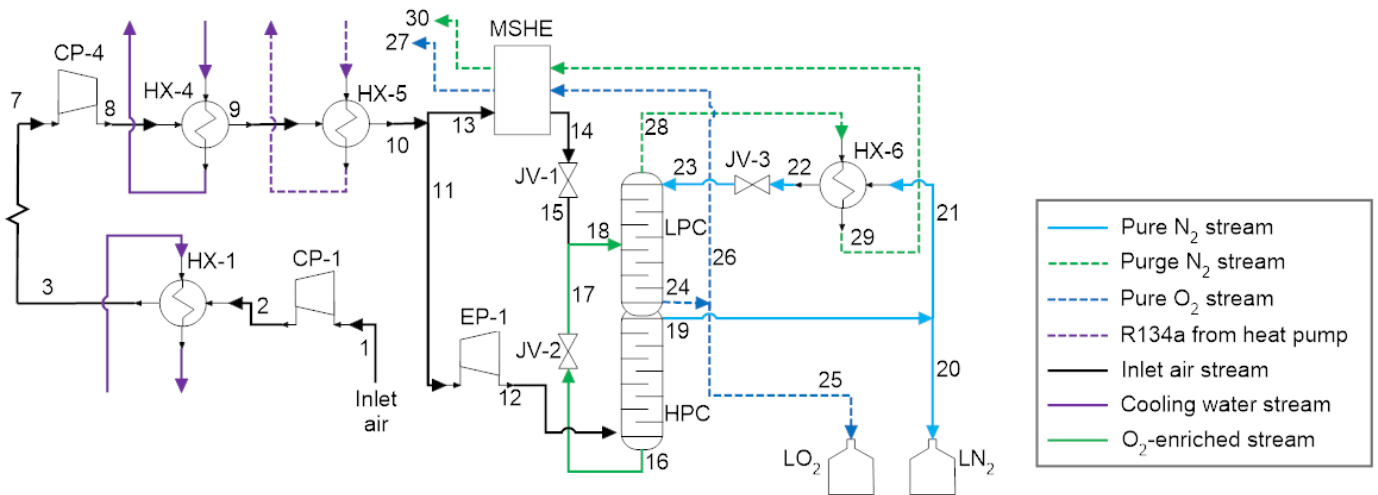 30
27
MSHE
CP-4
HX-4
HX-5
7
8
9
10
13
14
28
HX-6
JV-3
23
22
21
JV-1
15
11
18
LPC
29
26
HX-1
CP-1
3
2
1
Inlet
air
EP-1
12
17
JV-2
24
19
20
25
HPC
16
LO₂
LN₂
Pure N₂ stream
Purge N₂ stream
Pure O₂ stream
R134a from heat pump
Inlet air stream
Cooling water stream
O₂-enriched stream